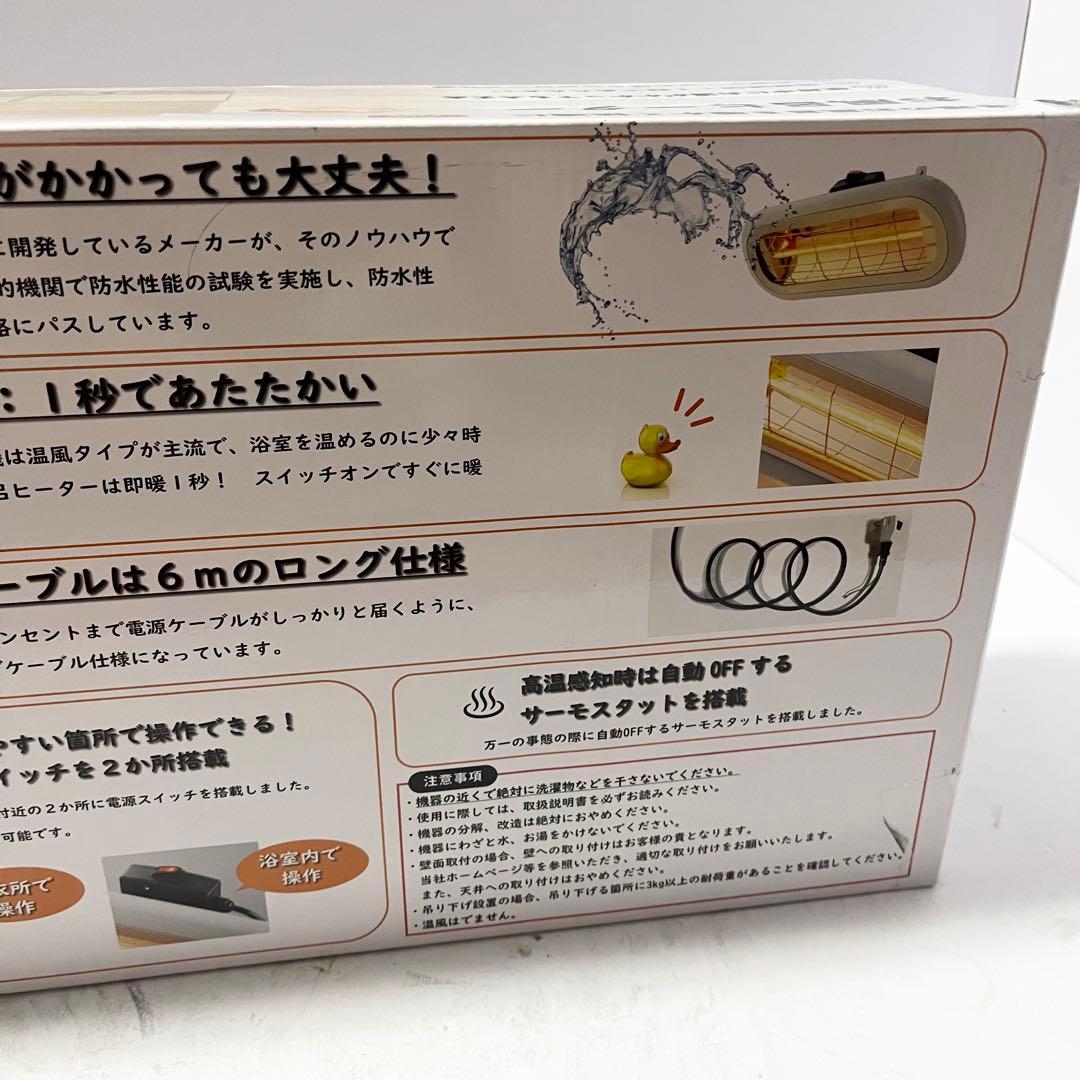 がかかっても大丈夫！
に開発しているメーカーが、そのノウハウで
的機関で防水性能の試験を実施し、防水性
格にパスしています。
：１秒であたたかい
は温風タイプが主流で、浴室を温めるのに少々時
呂ヒーターは即暖１秒！　スイッチオンですぐに暖
ーブルは６ｍのロング仕様
ンセントまで電源ケーブルがしっかりと届くように、
グケーブル仕様になっています。
やすい箇所で操作できる！
イッチを２か所搭載
付近の２か所に電源スイッチを搭載しました。
可能です。
衣所で
操作
浴室内で
操作
高温感知時は自動OFFする
サーモスタットを搭載
万一の事態の際に自動OFFするサーモスタットを搭載しました。
注意事項
・機器の近くで絶対に洗濯物などを干さないでください。
・使用に際しては、取扱説明書を必ずお読みください。
・機器の分解、改造は絶対におやめください。
・機器にわざと水、お湯をかけないでください。
・壁面取付の場合、壁への取り付けはお客様の責となります。
当社ホームページ等を参照いただき、適切な取り付けをお願いいたします。
また、天井への取り付けはおやめください。
・吊り下げ設置の場合、吊り下げる箇所に3kg以上の耐荷重があることを確認してください。
・温風はでません。